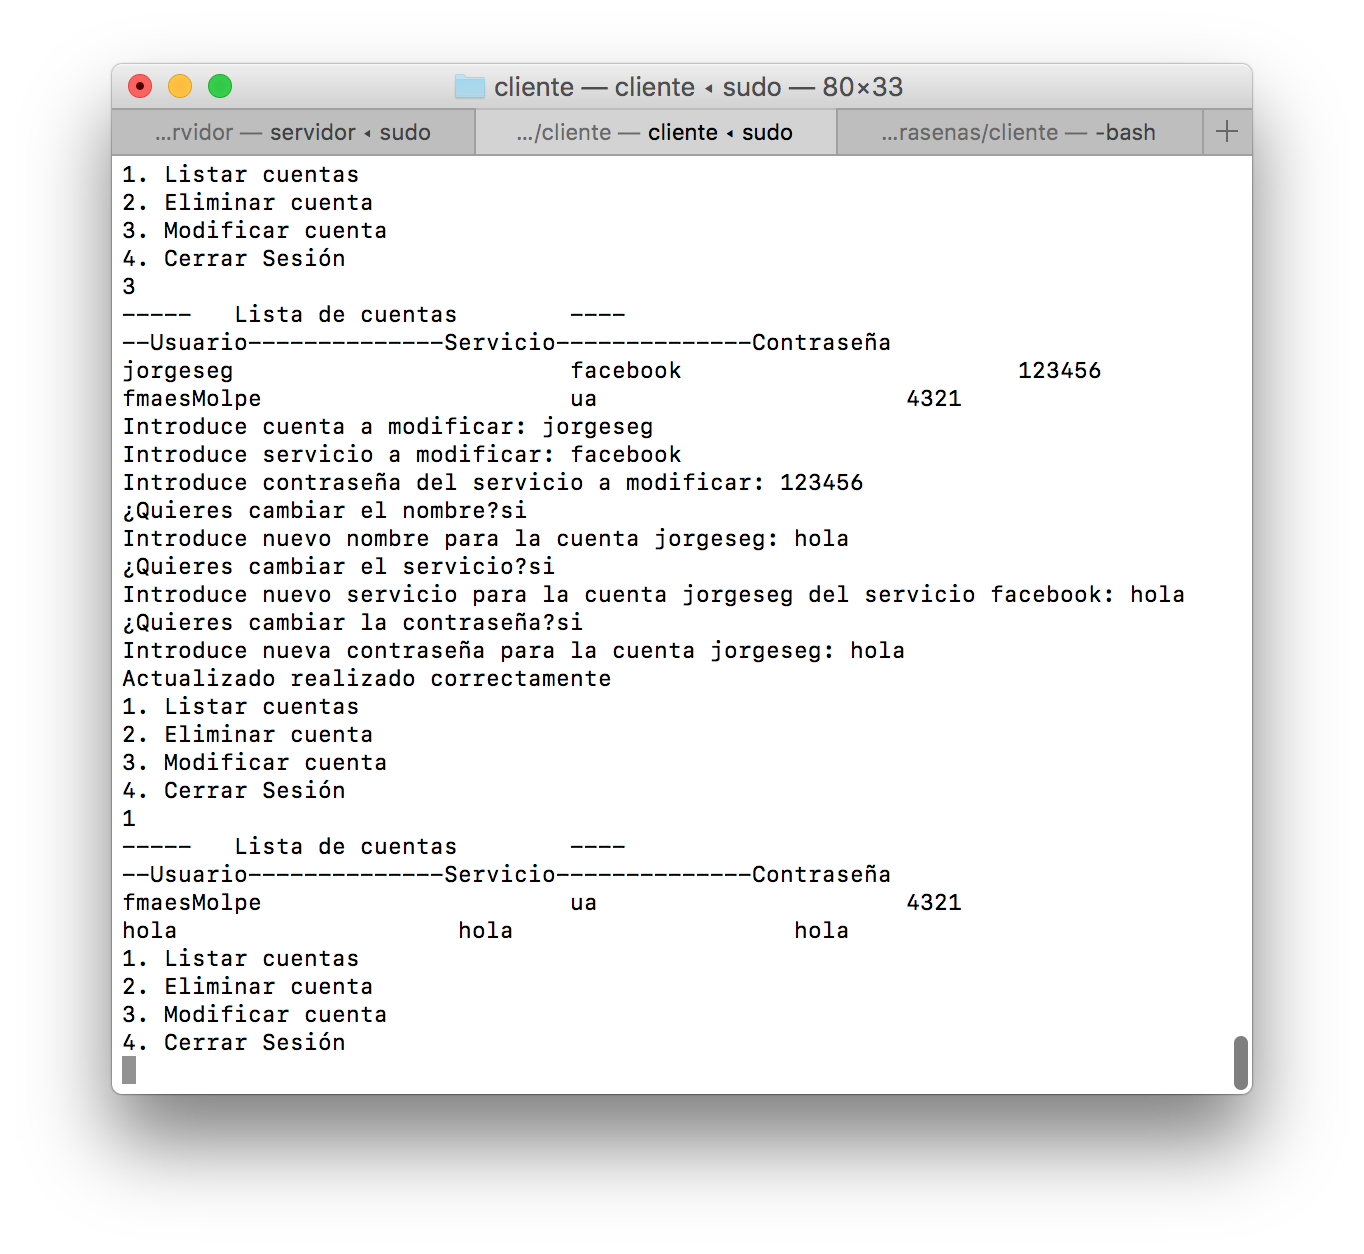 cliente — cliente ◂ sudo — 80×33
...rvidor — servidor ◂ sudo
.../cliente — cliente ◂ sudo
...rasenas/cliente — -bash
1. Listar cuentas
2. Eliminar cuenta
3. Modificar cuenta
4. Cerrar Sesión
3
-----   Lista de cuentas        ----
--Usuario--------------Servicio--------------Contraseña
jorgeseg                        facebook                        123456
fmaesMolpe                      ua                      4321
Introduce cuenta a modificar: jorgeseg
Introduce servicio a modificar: facebook
Introduce contraseña del servicio a modificar: 123456
¿Quieres cambiar el nombre?si
Introduce nuevo nombre para la cuenta jorgeseg: hola
¿Quieres cambiar el servicio?si
Introduce nuevo servicio para la cuenta jorgeseg del servicio facebook: hola
¿Quieres cambiar la contraseña?si
Introduce nueva contraseña para la cuenta jorgeseg: hola
Actualizado realizado correctamente
1. Listar cuentas
2. Eliminar cuenta
3. Modificar cuenta
4. Cerrar Sesión
1
-----   Lista de cuentas        ----
--Usuario--------------Servicio--------------Contraseña
fmaesMolpe                      ua                      4321
hola                    hola                    hola
1. Listar cuentas
2. Eliminar cuenta
3. Modificar cuenta
4. Cerrar Sesión